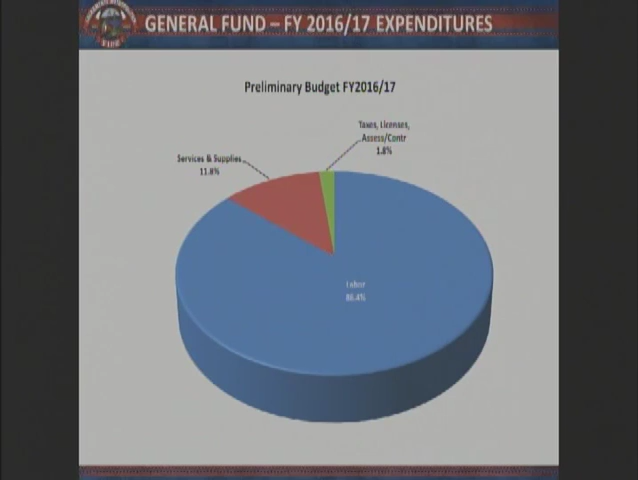 GENERAL FUND – FY 2016/17 EXPENDITURES
Preliminary Budget FY2016/17
Taxes, Licenses,
Assess/Contr
1.8%
Services & Supplies
11.8%
Labor
86.4%